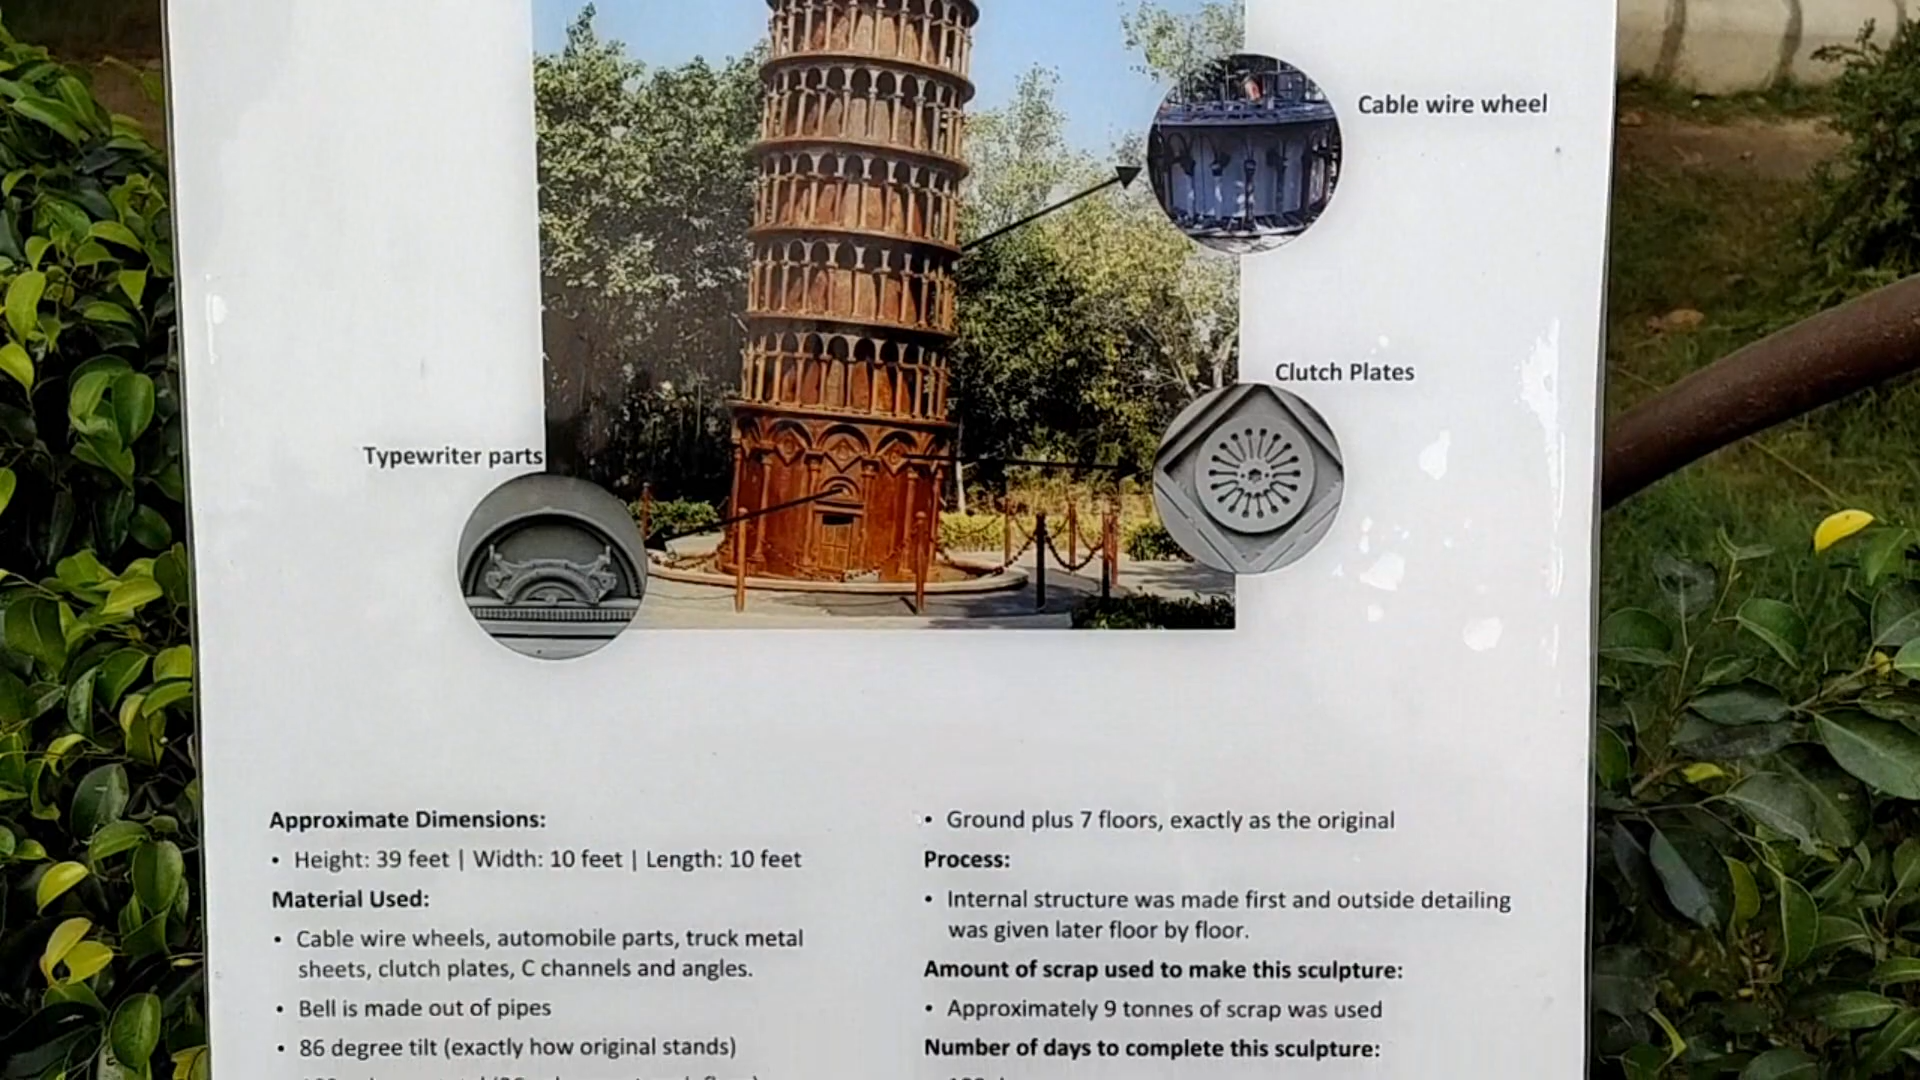 Cable wire wheel
Clutch Plates
Typewriter parts
Approximate Dimensions:
• Height: 39 feet | Width: 10 feet | Length: 10 feet
Material Used:
• Cable wire wheels, automobile parts, truck metal
sheets, clutch plates, C channels and angles.
• Bell is made out of pipes
• 86 degree tilt (exactly how original stands)
• Ground plus 7 floors, exactly as the original
Process:
• Internal structure was made first and outside detailing
was given later floor by floor.
Amount of scrap used to make this sculpture:
• Approximately 9 tonnes of scrap was used
Number of days to complete this sculpture: